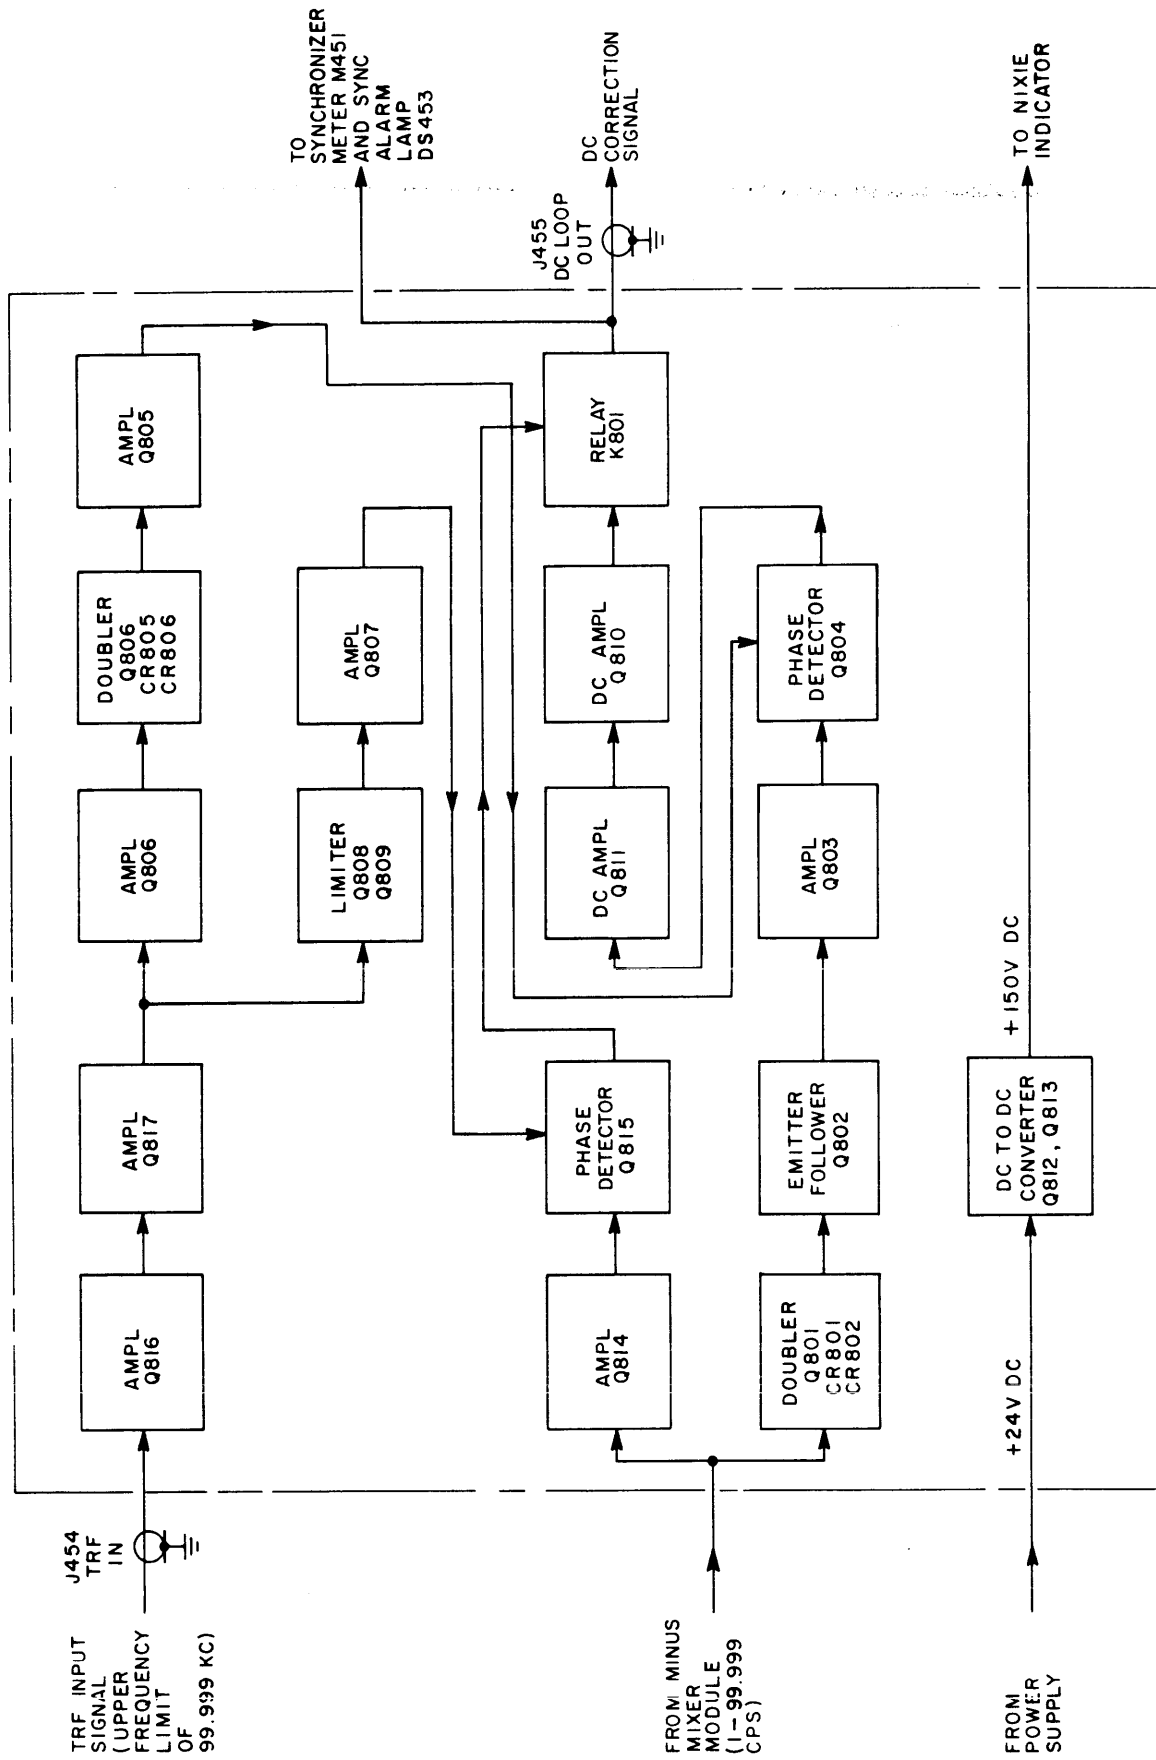 TRF INPUT
SIGNAL
(UPPER
FREQUENCY
LIMIT
OF
99.999 KC)
J454
TRF
IN
AMPL
Q816
AMPL
Q817
AMPL
Q806
DOUBLER
Q806
CR805
CR806
AMPL
Q805
LIMITER
Q808
Q809
AMPL
Q807
TO
SYNCHRONIZER
METER M451
AND SYNC
ALARM
LAMP
DS453
FROM MINUS
MIXER
MODULE
(1-99.999
CPS)
AMPL
Q814
PHASE
DETECTOR
Q815
DC AMPL
Q811
DC AMPL
Q810
RELAY
K801
J455
DC LOOP
OUT
DC
CORRECTION
SIGNAL
DOUBLER
Q801
CR801
CR802
EMITTER
FOLLOWER
Q802
AMPL
Q803
PHASE
DETECTOR
Q804
FROM
POWER
SUPPLY
+24V DC
DC TO DC
CONVERTER
Q812, Q813
+150V DC
TO NIXIE
INDICATOR